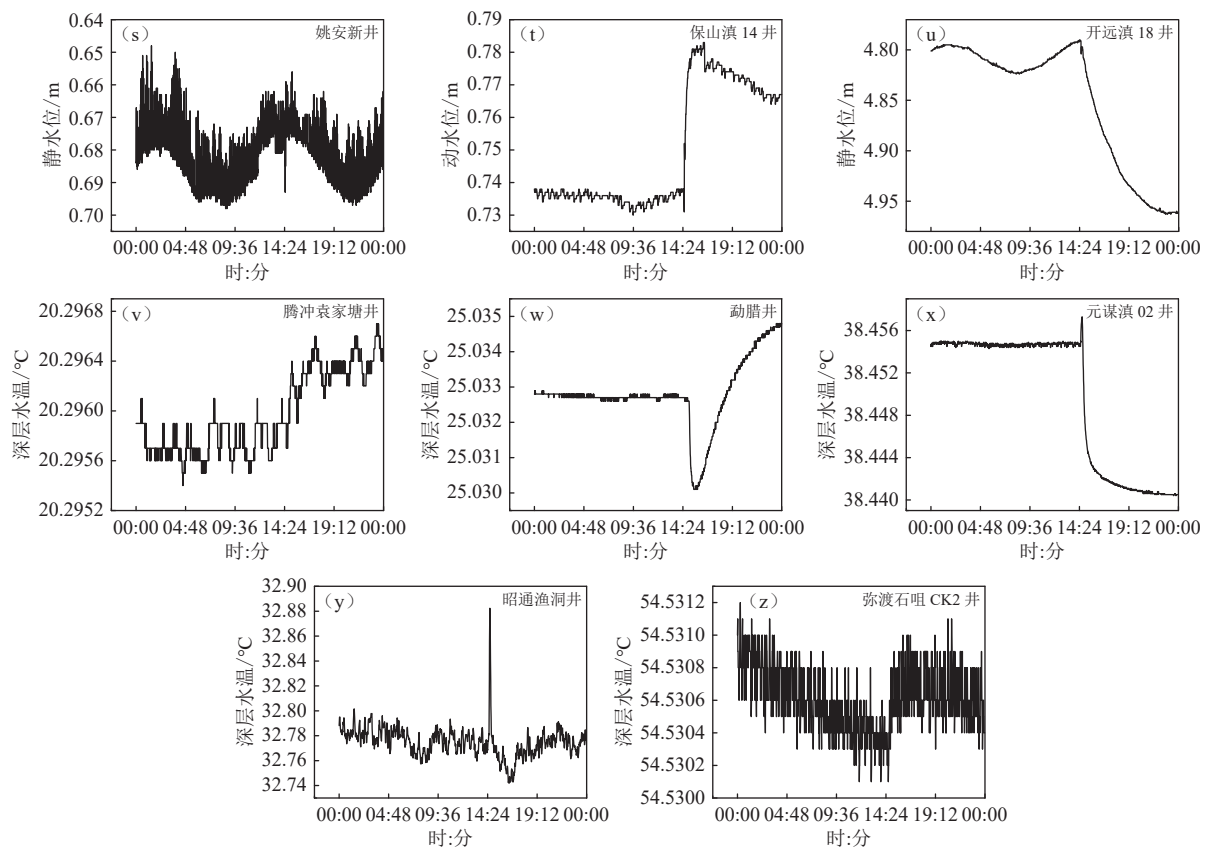 (s) 姚安新井
0.64
0.65
0.66
0.67
0.68
0.69
0.70
静水位/m
00:00 04:48 09:36 14:24 19:12 00:00
时:分
(t) 保山滇 14 井
0.79
0.78
0.77
0.76
0.75
0.74
0.73
动水位/m
00:00 04:48 09:36 14:24 19:12 00:00
时:分
(u) 开远滇 18 井
4.80
4.85
4.90
4.95
静水位/m
00:00 04:48 09:36 14:24 19:12 00:00
时:分
(v) 腾冲袁家塘井
20.2968
20.2964
20.2960
20.2956
20.2952
深层水温/°C
00:00 04:48 09:36 14:24 19:12 00:00
时:分
(w) 勐腊井
25.035
25.034
25.033
25.032
25.031
25.030
深层水温/°C
00:00 04:48 09:36 14:24 19:12 00:00
时:分
(x) 元谋滇 02 井
38.456
38.452
38.448
38.444
38.440
深层水温/°C
00:00 04:48 09:36 14:24 19:12 00:00
时:分
(y) 昭通渔洞井
32.90
32.88
32.86
32.84
32.82
32.80
32.78
32.76
32.74
深层水温/°C
00:00 04:48 09:36 14:24 19:12 00:00
时:分
(z) 弥渡石咀 CK2 井
54.5312
54.5310
54.5308
54.5306
54.5304
54.5302
54.5300
深层水温/°C
00:00 04:48 09:36 14:24 19:12 00:00
时:分